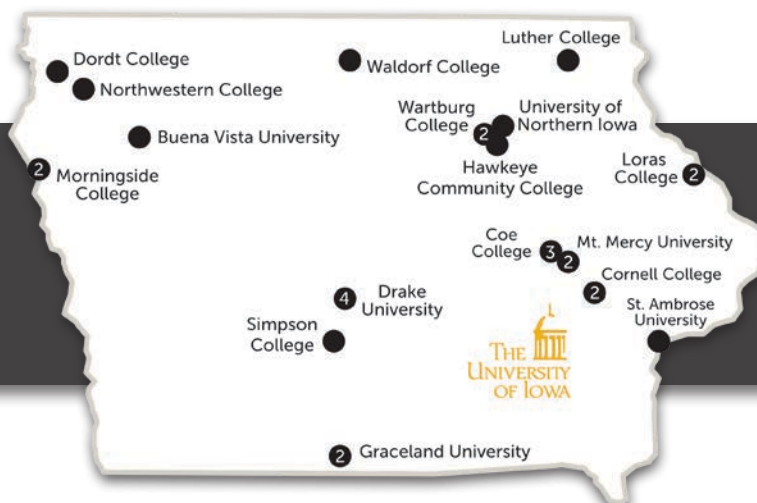 Luther College
Dordt College
Waldorf College
Northwestern College
Wartburg
College
2
University of
Northern Iowa
Buena Vista University
Hawkeye
Community College
2
Morningside
College
Loras
College
2
Coe
College
3
Mt. Mercy University
2
Cornell College
2
4
Drake
University
St. Ambrose
University
Simpson
College
THE
UNIVERSITY
OF IOWA
2
Graceland University